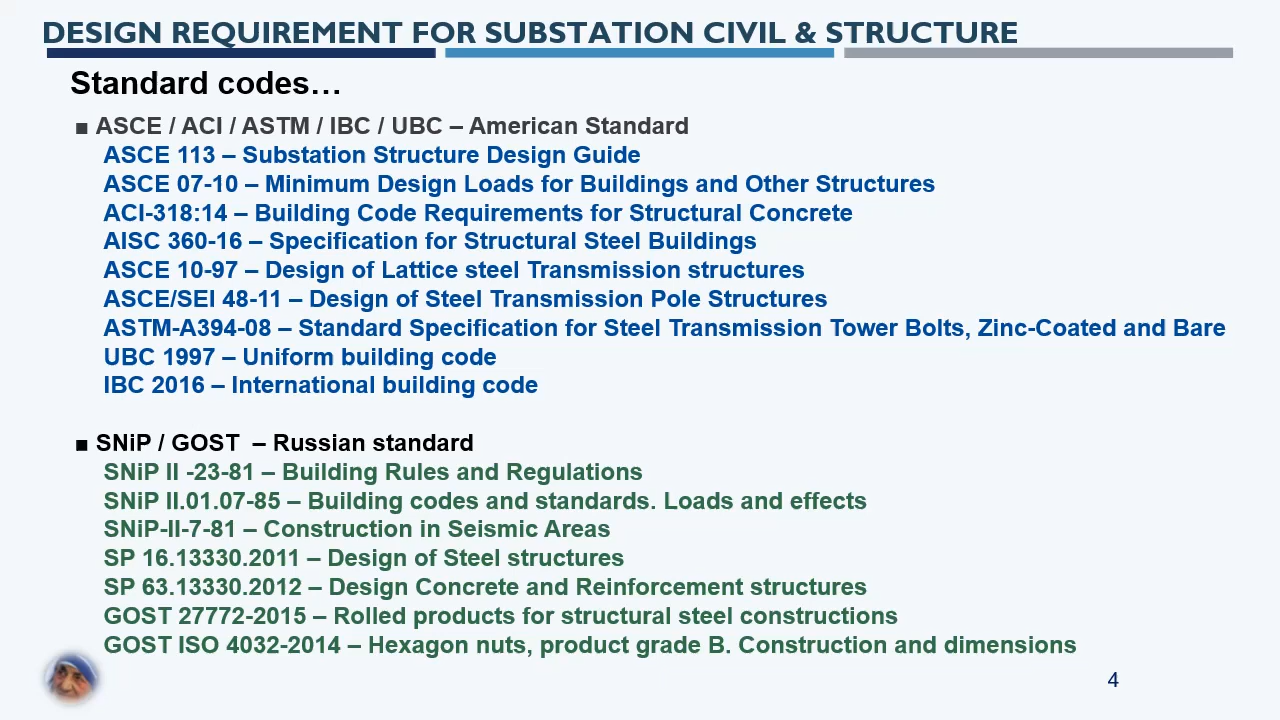 DESIGN REQUIREMENT FOR SUBSTATION CIVIL & STRUCTURE
Standard codes…
■ ASCE / ACI / ASTM / IBC / UBC – American Standard
ASCE 113 – Substation Structure Design Guide
ASCE 07-10 – Minimum Design Loads for Buildings and Other Structures
ACI-318:14 – Building Code Requirements for Structural Concrete
AISC 360-16 – Specification for Structural Steel Buildings
ASCE 10-97 – Design of Lattice steel Transmission structures
ASCE/SEI 48-11 – Design of Steel Transmission Pole Structures
ASTM-A394-08 – Standard Specification for Steel Transmission Tower Bolts, Zinc-Coated and Bare
UBC 1997 – Uniform building code
IBC 2016 – International building code
■ SNiP / GOST – Russian standard
SNiP II -23-81 – Building Rules and Regulations
SNiP II.01.07-85 – Building codes and standards. Loads and effects
SNiP-II-7-81 – Construction in Seismic Areas
SP 16.13330.2011 – Design of Steel structures
SP 63.13330.2012 – Design Concrete and Reinforcement structures
GOST 27772-2015 – Rolled products for structural steel constructions
GOST ISO 4032-2014 – Hexagon nuts, product grade B. Construction and dimensions
4